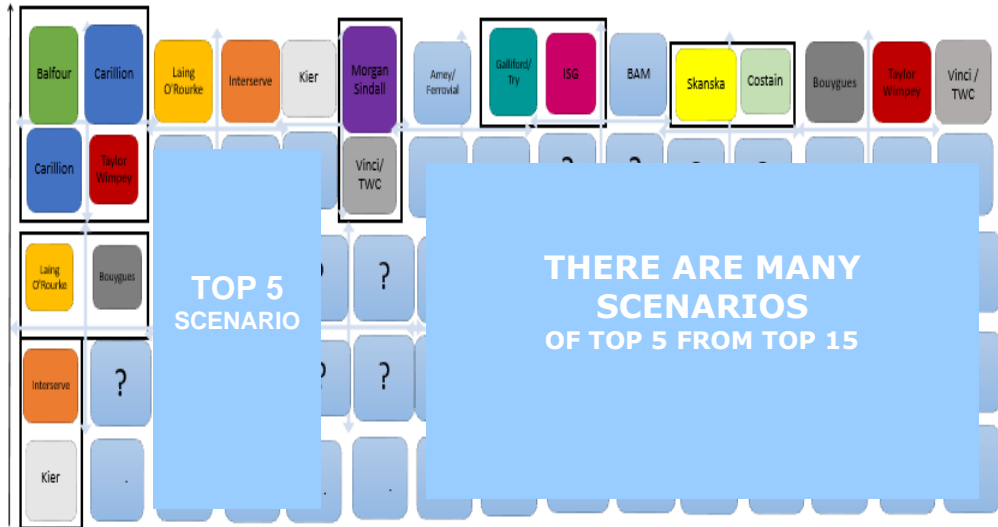 Balfour
Carillion
Laing
O'Rourke
Interserve
Kier
Morgan
Sindall
Amey/
Ferrovial
Galliford/
Try
ISG
BAM
Skanska
Costain
Bouygues
Taylor
Wimpey
Vinci /
TWC
Carillion
Taylor
Wimpey
Vinci/
TWC
Laing
O'Rourke
Bouygues
TOP 5
SCENARIO
?
THERE ARE MANY
SCENARIOS
OF TOP 5 FROM TOP 15
Interserve
?
?
Kier
.
.
.